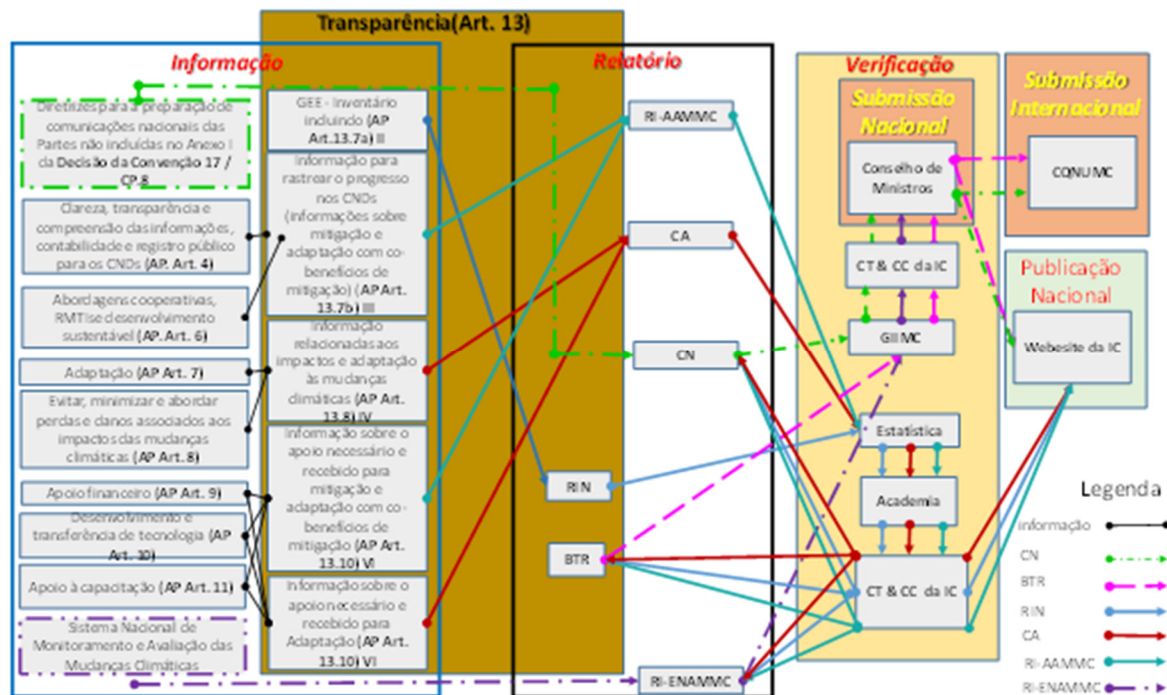 Transparência(Art. 13)
Informação
Diretrizes para a preparação de
comunicações nacionais das
Partes não incluídas no Anexo I
da Decisão da Convenção 17 /
CP.8
Clareza, transparência e
compreensão das informações,
contabilidade e registro público
para os CNDs (AP. Art. 4)
Abordagens cooperativas,
RMTIse desenvolvimento
sustentável (AP. Art. 6)
Adaptação (AP Art. 7)
Evitar, minimizar e abordar
perdas e danos associados aos
impactos das mudanças
climáticas (AP Art. 8)
Apoio financeiro (AP Art. 9)
Desenvolvimento e
transferência de tecnologia (AP
Art. 10)
Apoio à capacitação (AP Art. 11)
Sistema Nacional de
Monitoramento e Avaliação das
Mudanças Climáticas
GEE - Inventário
incluindo (AP
Art.13.7a) II
Informação para
rastrear o progresso
nos CNDs
(informações sobre
mitigação e
adaptação com co-
benefícios de
mitigação) (AP Art.
13.7b) III
Informação
relacionadas aos
impactos e adaptação
às mudanças
climáticas (AP Art.
13.8) IV
Informação sobre o
apoio necessário e
recebido para
mitigação e
adaptação com co-
benefícios de
mitigação (AP Art.
13.10) VI
Informação sobre o
apoio necessário e
recebido para
Adaptação (AP Art.
13.10) VI
Relatório
RI-AAMMC
CA
CN
RIN
BTR
RI-ENAMMC
Verificação
Submissão
Nacional
Conselho de
Ministros
CT & CC da IC
GIIMC
Estatística
Academia
CT & CC da IC
Submissão
Internacional
CQNUMC
Publicação
Nacional
Webesite da IC
Legenda
informação
CN
BTR
RIN
CA
RI-AAMMC
RI-ENAMMC